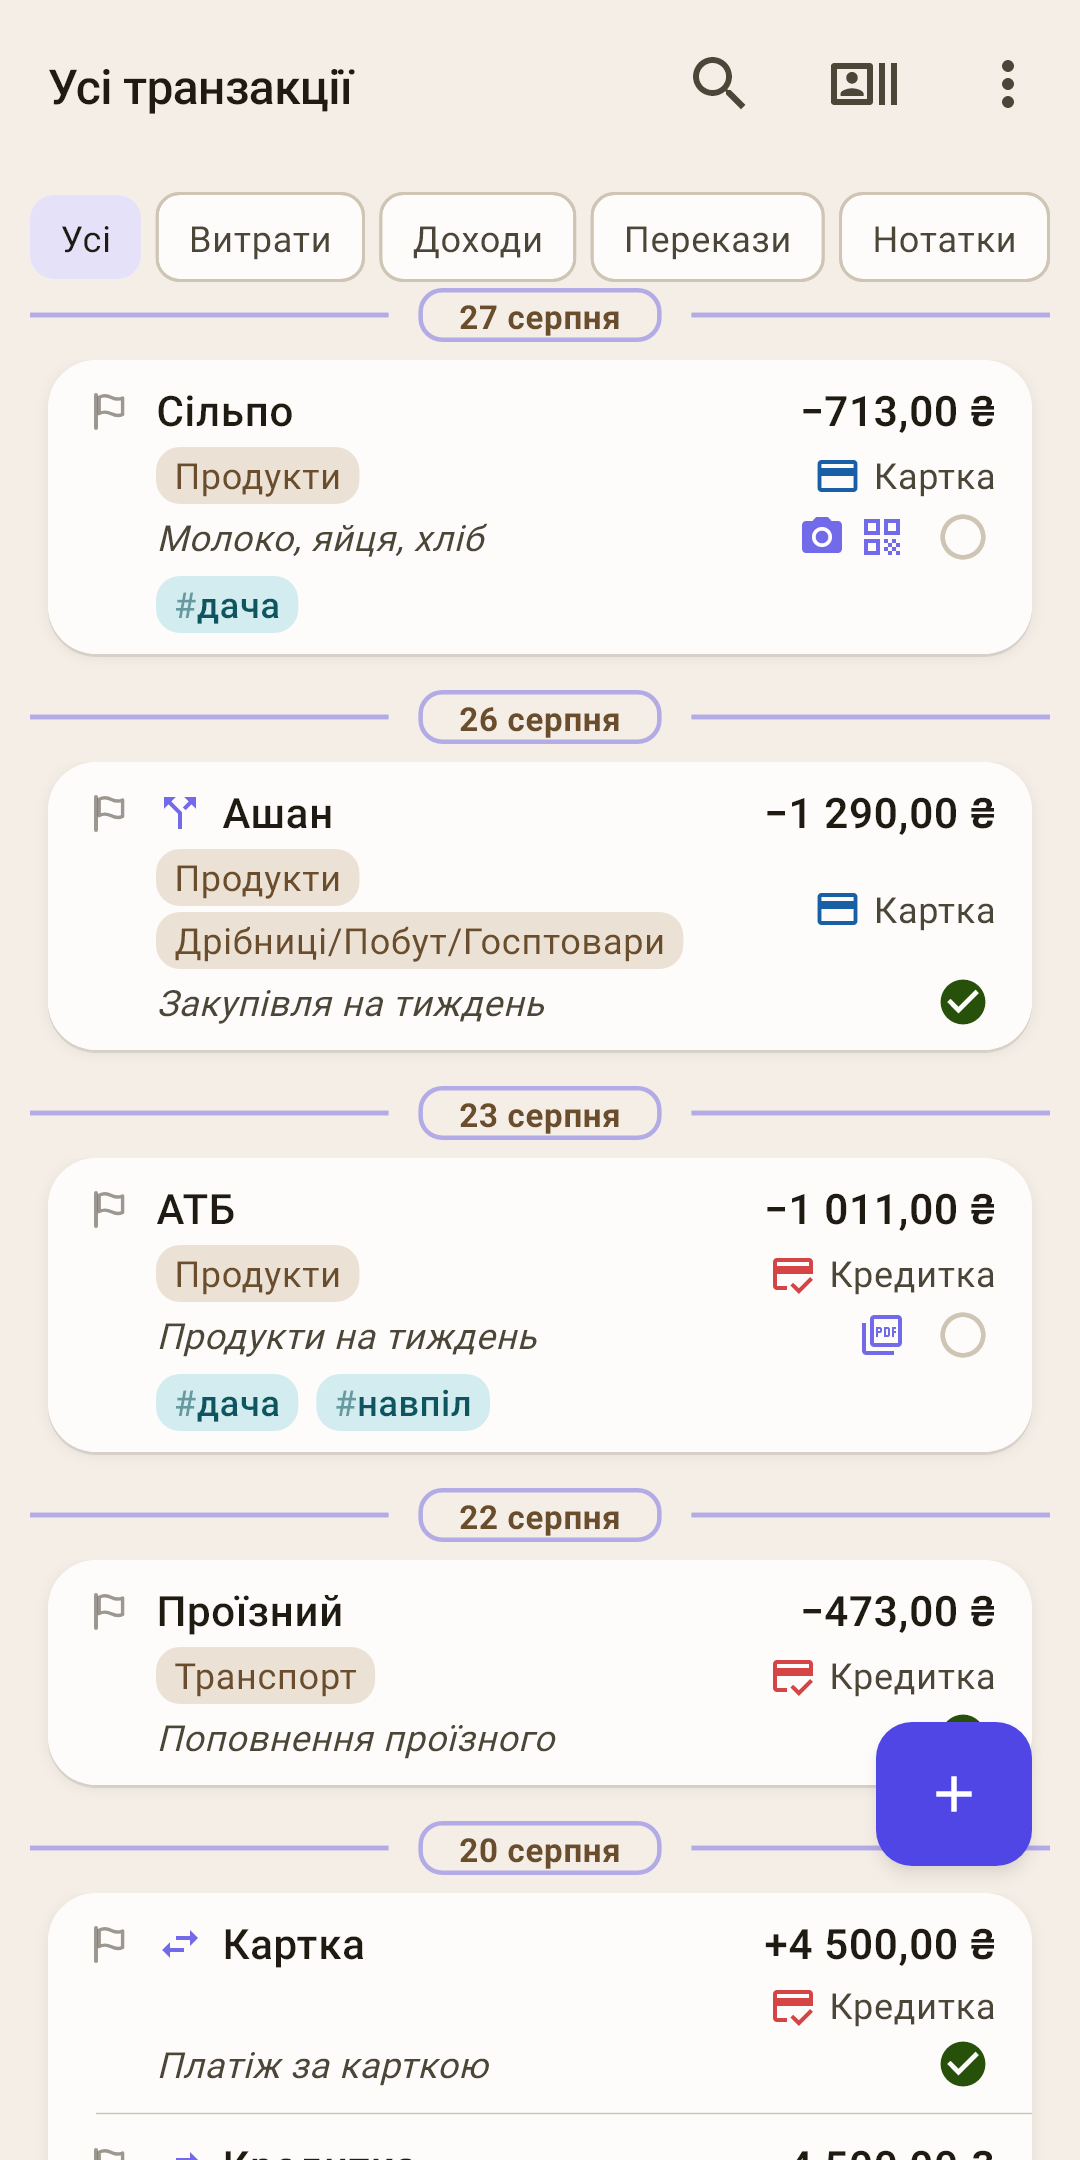 Усі транзакції
Усі Витрати Доходи Перекази Нотатки
27 серпня
Сільпо −713,00 ₴
Продукти Картка
Молоко, яйця, хліб
#дача
26 серпня
Ашан −1 290,00 ₴
Продукти
Картка
Дрібниці/Побут/Госптовари
Закупівля на тиждень
23 серпня
АТБ −1 011,00 ₴
Продукти Кредитка
Продукти на тиждень PDF
#дача #навпіл
22 серпня
Проїзний −473,00 ₴
Транспорт Кредитка
Поповнення проїзного
20 серпня
Картка +4 500,00 ₴
Кредитка
Платіж за карткою